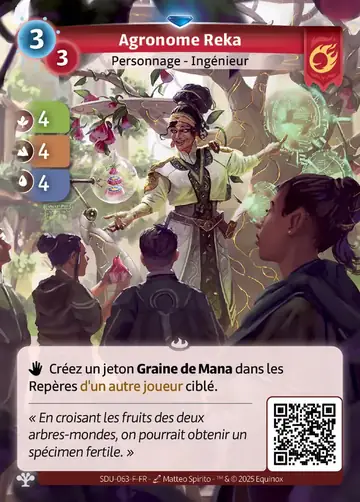 3
3
Agronome Reka
Personnage - Ingénieur
4
4
4
Créez un jeton Graine de Mana dans les
Repères d'un autre joueur ciblé.
« En croisant les fruits des deux
arbres-mondes, on pourrait obtenir un
spécimen fertile. »
SDU-063-F-FR - Matteo Spirito - ™ & © 2025 Equinox